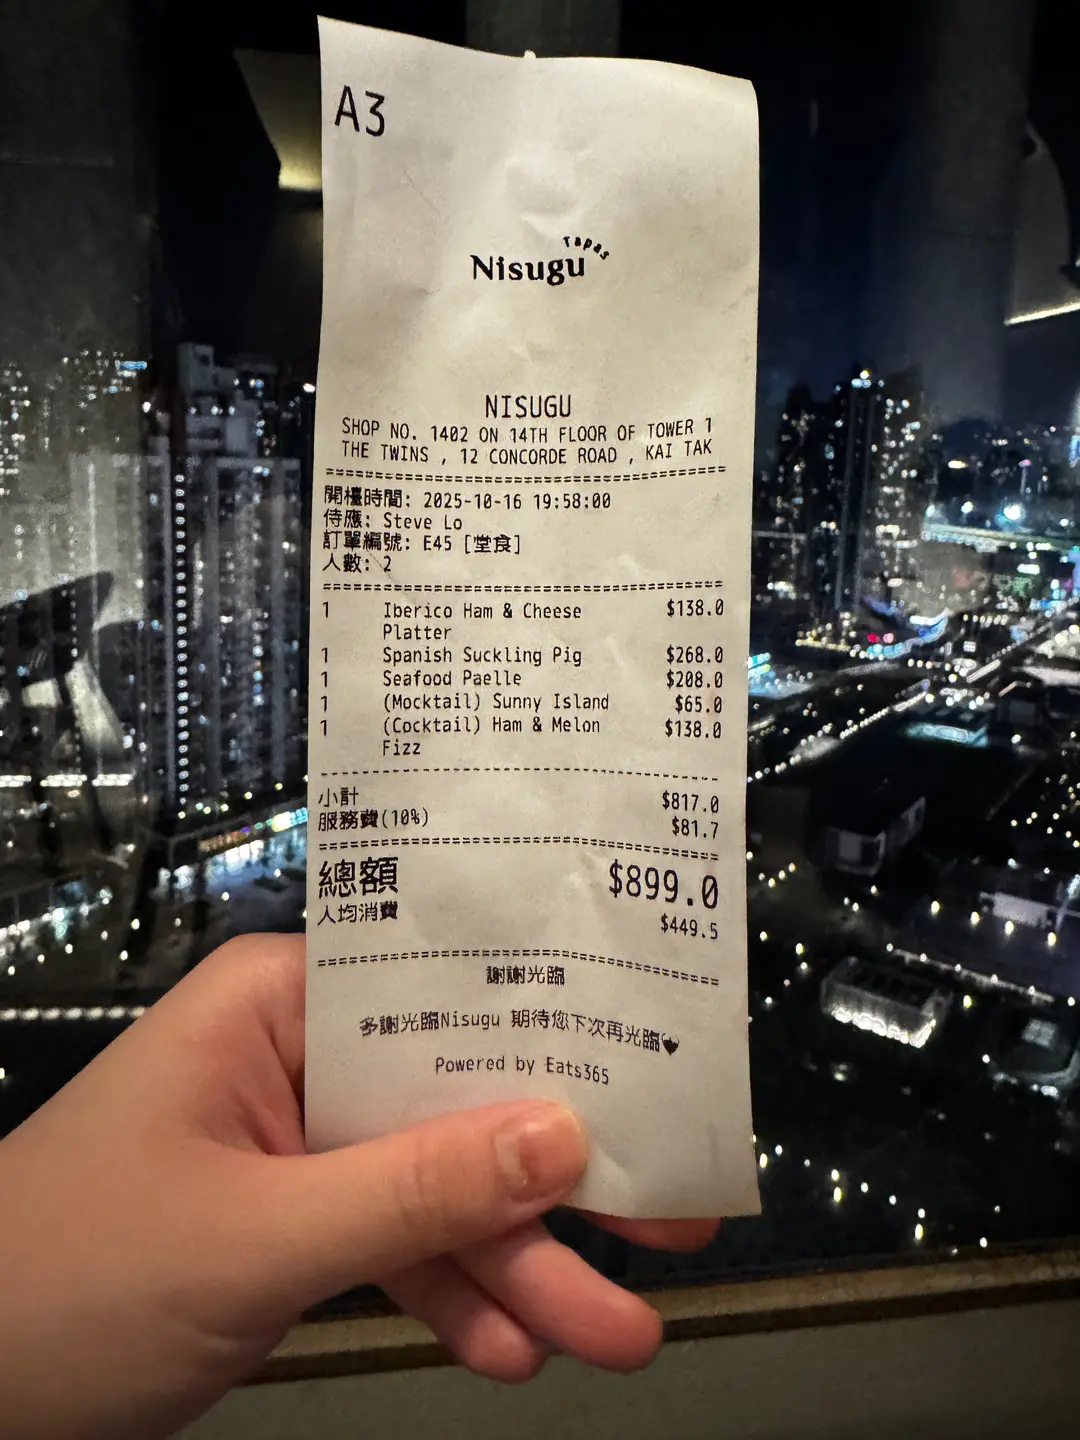 A3
Nisugu Tapas
NISUGU
SHOP NO. 1402 ON 14TH FLOOR OF TOWER 1
THE TWINS , 12 CONCORDE ROAD , KAI TAK
開檯時間: 2025-10-16 19:58:00
侍應: Steve Lo
訂單編號: E45 [堂食]
人數: 2
1 Iberico Ham & Cheese $138.0
Platter
1 Spanish Suckling Pig $268.0
1 Seafood Paelle $208.0
1 (Mocktail) Sunny Island $65.0
1 (Cocktail) Ham & Melon $138.0
Fizz
小計 $817.0
服務費(10%) $81.7
總額 $899.0
人均消費 $449.5
謝謝光臨
多謝光臨Nisugu 期待您下次再光臨♥
Powered by Eats365